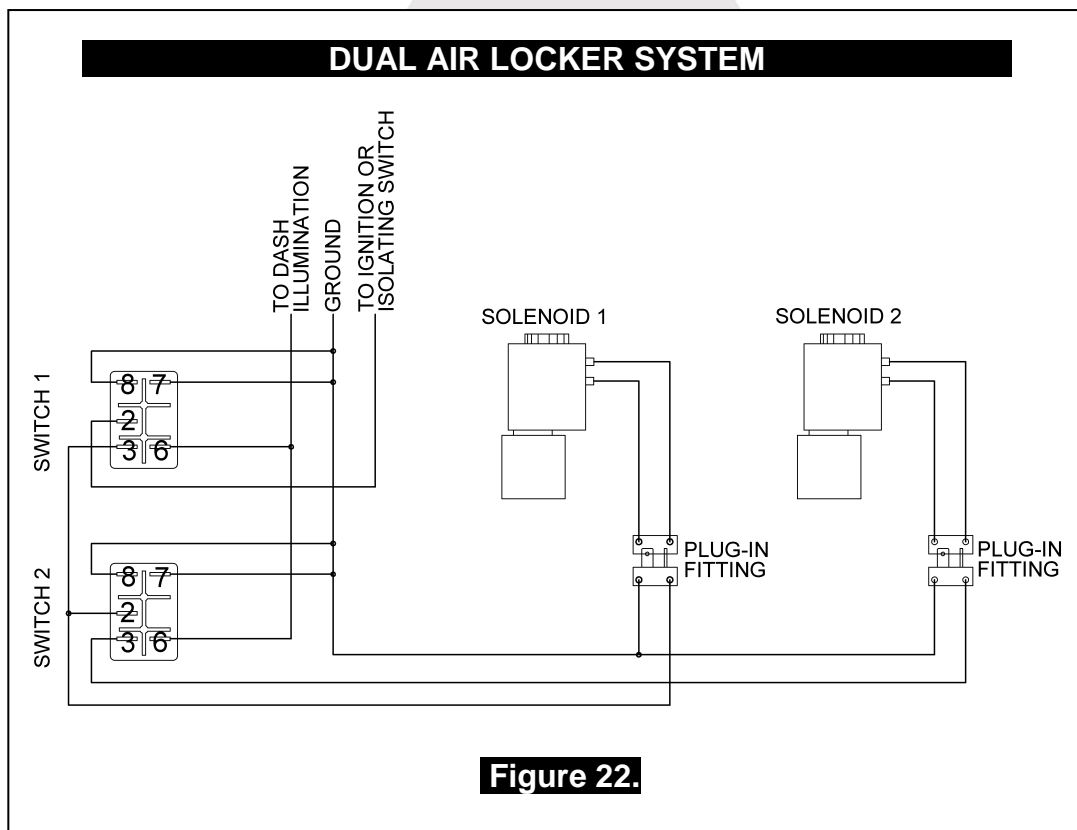 DUAL AIR LOCKER SYSTEM
TO DASH
ILLUMINATION
GROUND
TO IGNITION OR
ISOLATING SWITCH
SOLENOID 1
SOLENOID 2
SWITCH 1
8 7
2
3 6
SWITCH 2
8 7
2
3 6
PLUG-IN
FITTING
PLUG-IN
FITTING
Figure 22.